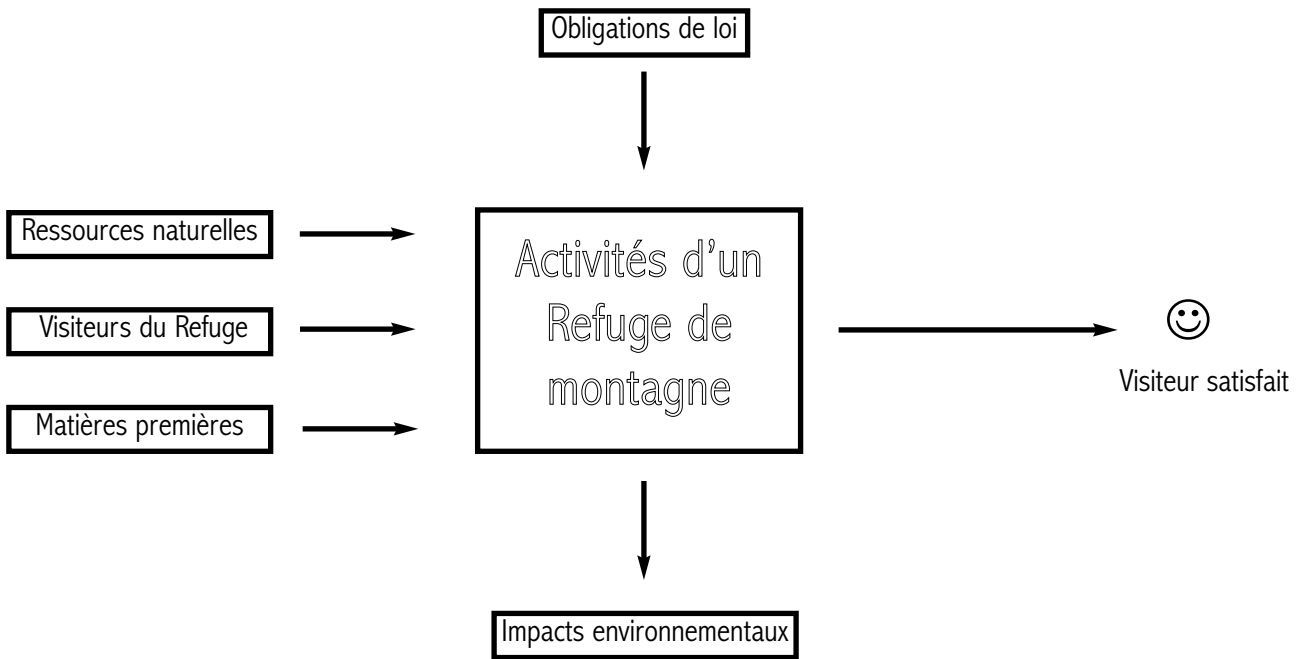 Obligations de loi
Ressources naturelles
Visiteurs du Refuge
Matières premières
Activités d'un
Refuge de
montagne
Visiteur satisfait
Impacts environnementaux